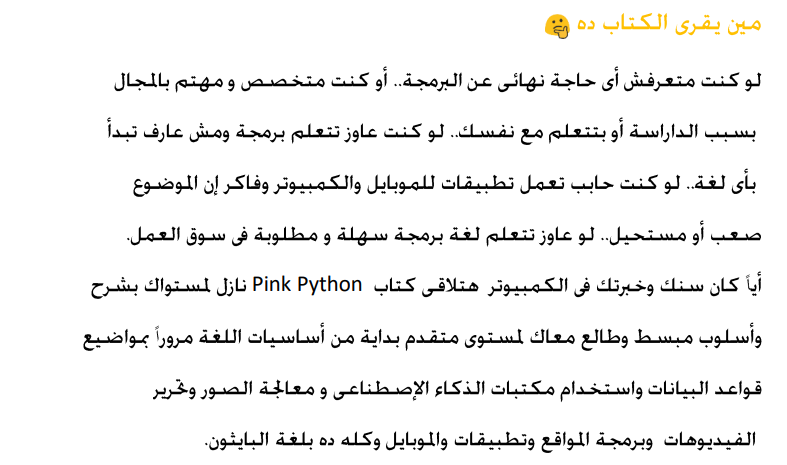 مين يقرى الكتاب ده 🤔
لو كنت متعرفش أى حاجة نهائى عن البرمجة.. أو كنت متخصص و مهتم بالمجال
بسبب الداراسة أو بتتعلم مع نفسك.. لو كنت عاوز تتعلم برمجة ومش عارف تبدأ
بأى لغة.. لو كنت حابب تعمل تطبيقات للموبايل والكمبيوتر وفاكر إن الموضوع
صعب أو مستحيل.. لو عاوز تتعلم لغة برمجة سهلة و مطلوبة فى سوق العمل.
أياً كان سنك وخبرتك فى الكمبيوتر هتلاقى كتاب Pink Python نازل لمستواك بشرح
وأسلوب مبسط وطالع معاك لمستوى متقدم بداية من أساسيات اللغة مروراً بمواضيع
قواعد البيانات واستخدام مكتبات الذكاء الإصطناعى و معالجة الصور وتحرير
الفيديوهات وبرمجة المواقع وتطبيقات والموبايل وكله ده بلغة البايثون.